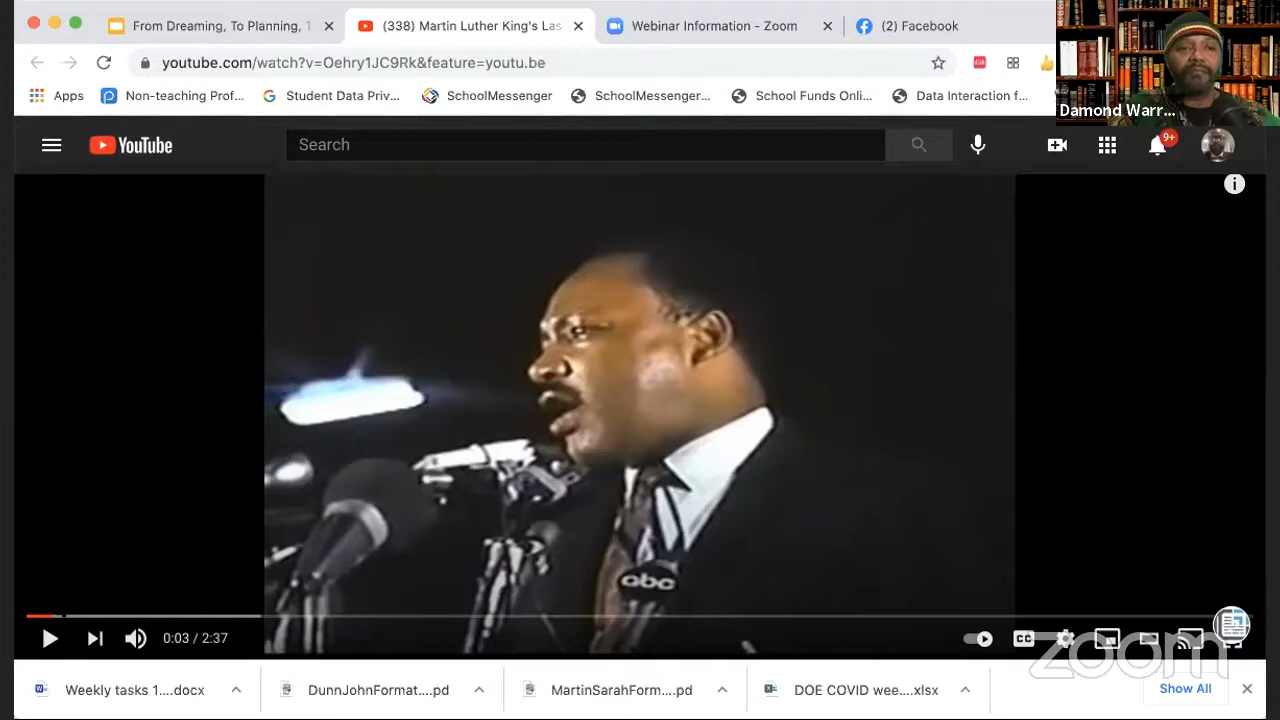 From Dreaming, To Planning, T
(338) Martin Luther King's Las
Webinar Information - Zoom
(2) Facebook
youtube.com/watch?v=Oehry1JC9Rk&feature=youtu.be
Apps
Non-teaching Prof...
Student Data Priv...
SchoolMessenger
SchoolMessenger...
School Funds Onli...
Data Interaction f...
Damond Warr...
YouTube
Search
9+
abc
0:03 / 2:37
CC
zoom
Weekly tasks 1....docx
DunnJohnFormat....pd
MartinSarahForm....pd
DOE COVID wee....xlsx
Show All